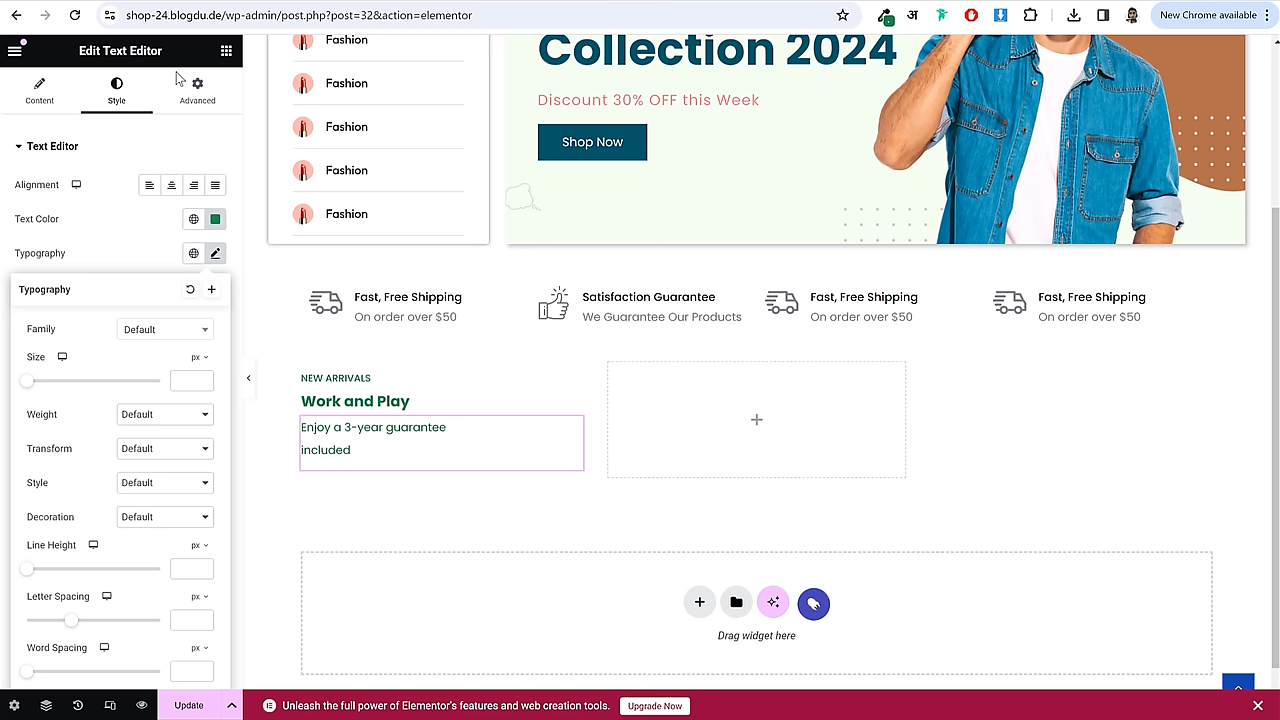 shop-24.blogdu.de/wp-admin/post.php?post=32&action=elementor
New Chrome available
Edit Text Editor
Content
Style
Advanced
Text Editor
Alignment
Text Color
Typography
Typography
Family
Default
Size
px
Weight
Default
Transform
Default
Style
Default
Decoration
Default
Line Height
px
Letter Spacing
px
Word Spacing
px
Update
Fashion
Fashion
Fashion
Fashion
Fashion
Collection 2024
Discount 30% OFF this Week
Shop Now
Fast, Free Shipping
On order over $50
Satisfaction Guarantee
We Guarantee Our Products
Fast, Free Shipping
On order over $50
Fast, Free Shipping
On order over $50
NEW ARRIVALS
Work and Play
Enjoy a 3-year guarantee
included
Drag widget here
Unleash the full power of Elementor's features and web creation tools.
Upgrade Now